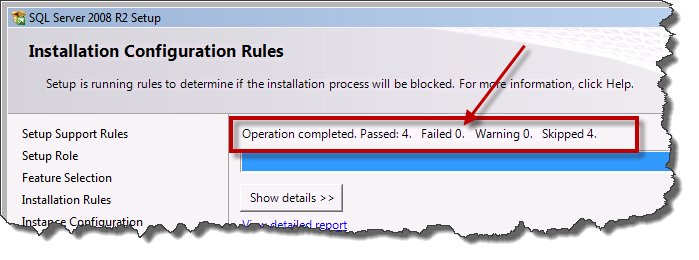 SQL Server 2008 R2 Setup
Installation Configuration Rules
Setup is running rules to determine if the installation process will be blocked. For more information, click Help.
Setup Support Rules
Setup Role
Feature Selection
Installation Rules
Instance Configuration
Operation completed. Passed: 4. Failed 0. Warning 0. Skipped 4.
Show details >>
View detailed report